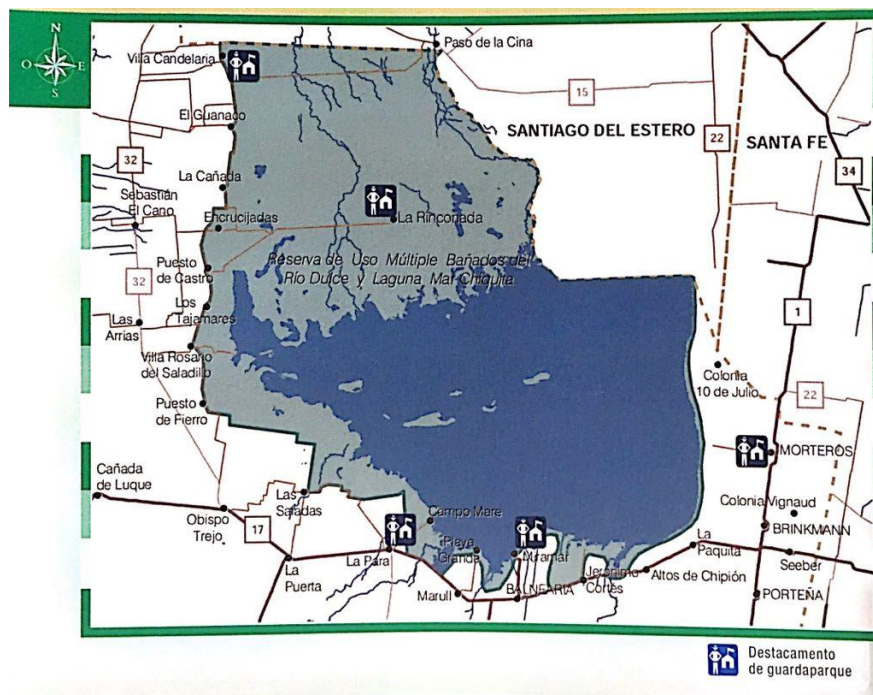 N
O
E
S
Villa Candelaria
Paso de la Cina
15
El Guanaco
SANTIAGO DEL ESTERO
22
SANTA FE
32
34
La Cañada
Sebastián
El Cano
Encrucijadas
La Rinconada
Puesto
de Castro
Reserva de Uso Múltiple Bañados del
Río Dulce y Laguna Mar Chiquita
32
Los
Tajamares
1
Las
Arrias
Villa Rosario
del Saladillo
Colonia
10 de Julio
Puesto
de Fierro
22
MORTEROS
Cañada
de Luque
Las
Saladas
Colonia Vignaud
Obispo
Trejo
17
Campo Mare
BRINKMANN
La Para
Playa
Grande
Miramar
La
Paquita
Seeber
La
Puerta
Jerónimo
Cortés
Altos de Chipión
Marull
BALNEARIA
PORTEÑA
Destacamento
de guardaparque